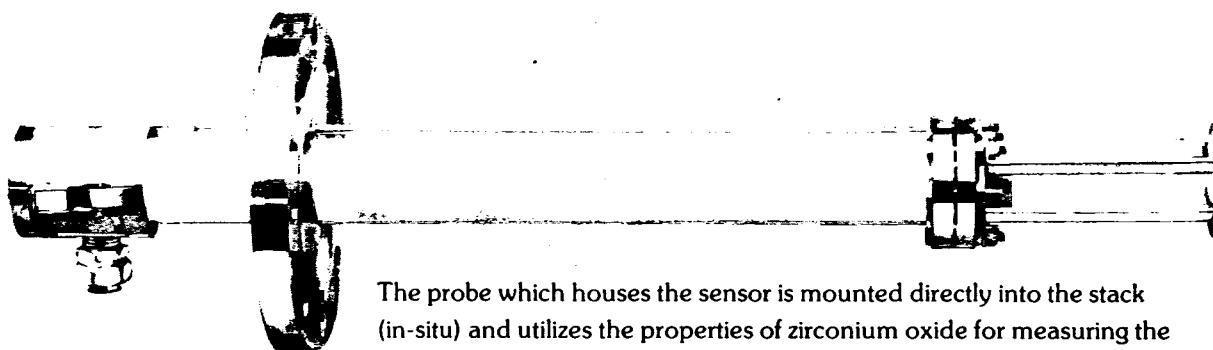 The probe which houses the sensor is mounted directly into the stack
(in-situ) and utilizes the properties of zirconium oxide for measuring the